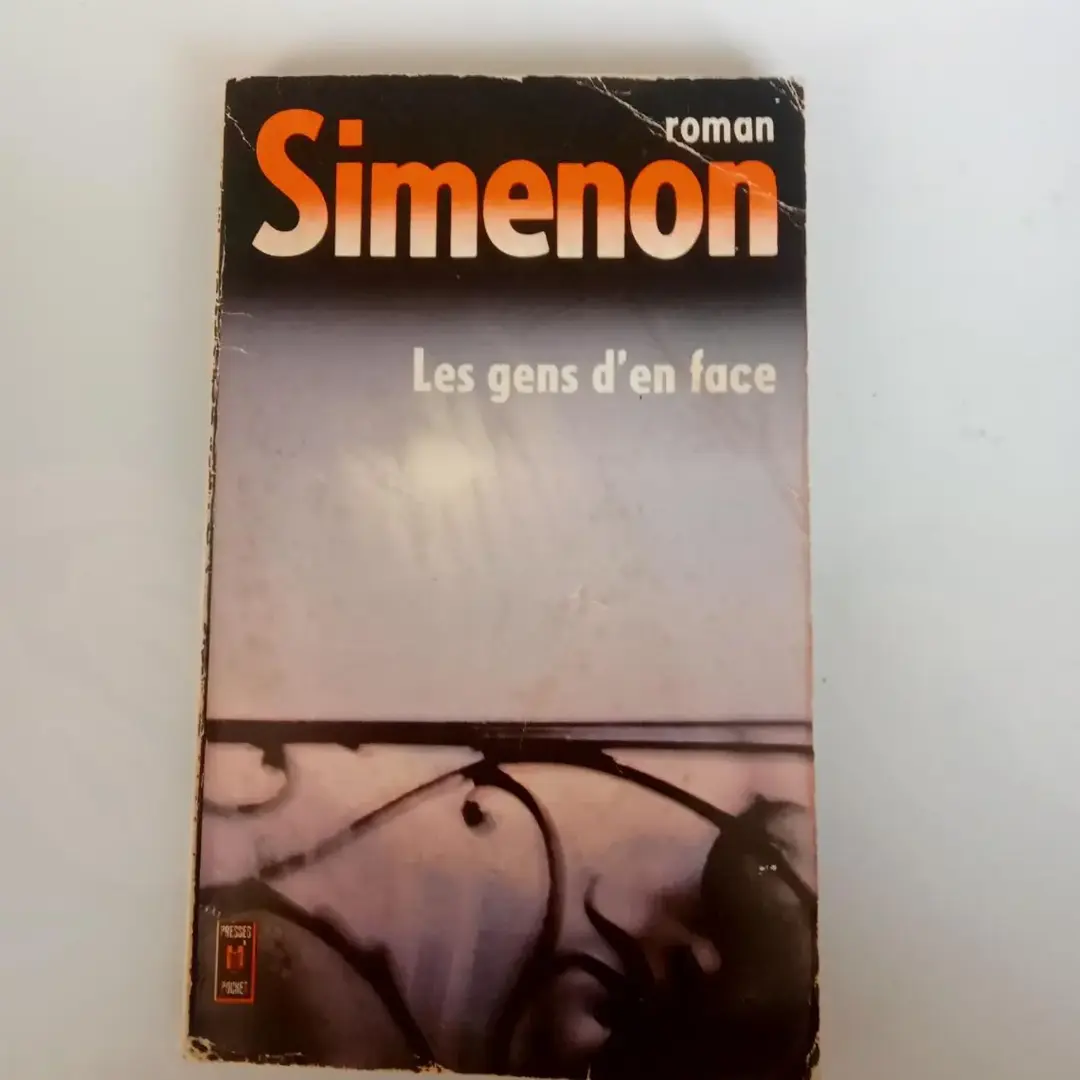 roman
Simenon
Les gens d'en face
PRESSES
POCKET